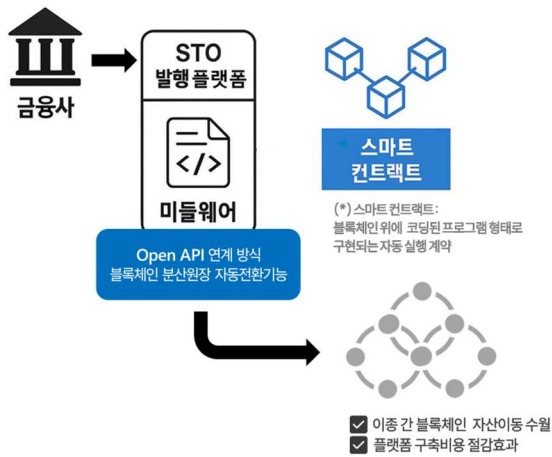 금융사
STO
발행플랫폼
</>
미들웨어
Open API 연계 방식
블록체인 분산원장 자동전환기능
* 스마트
컨트랙트
(*) 스마트 컨트랙트:
블록체인 위에 코딩된 프로그램 형태로
구현되는 자동 실행 계약
이종 간 블록체인 자산이동 수월
플랫폼 구축비용 절감효과